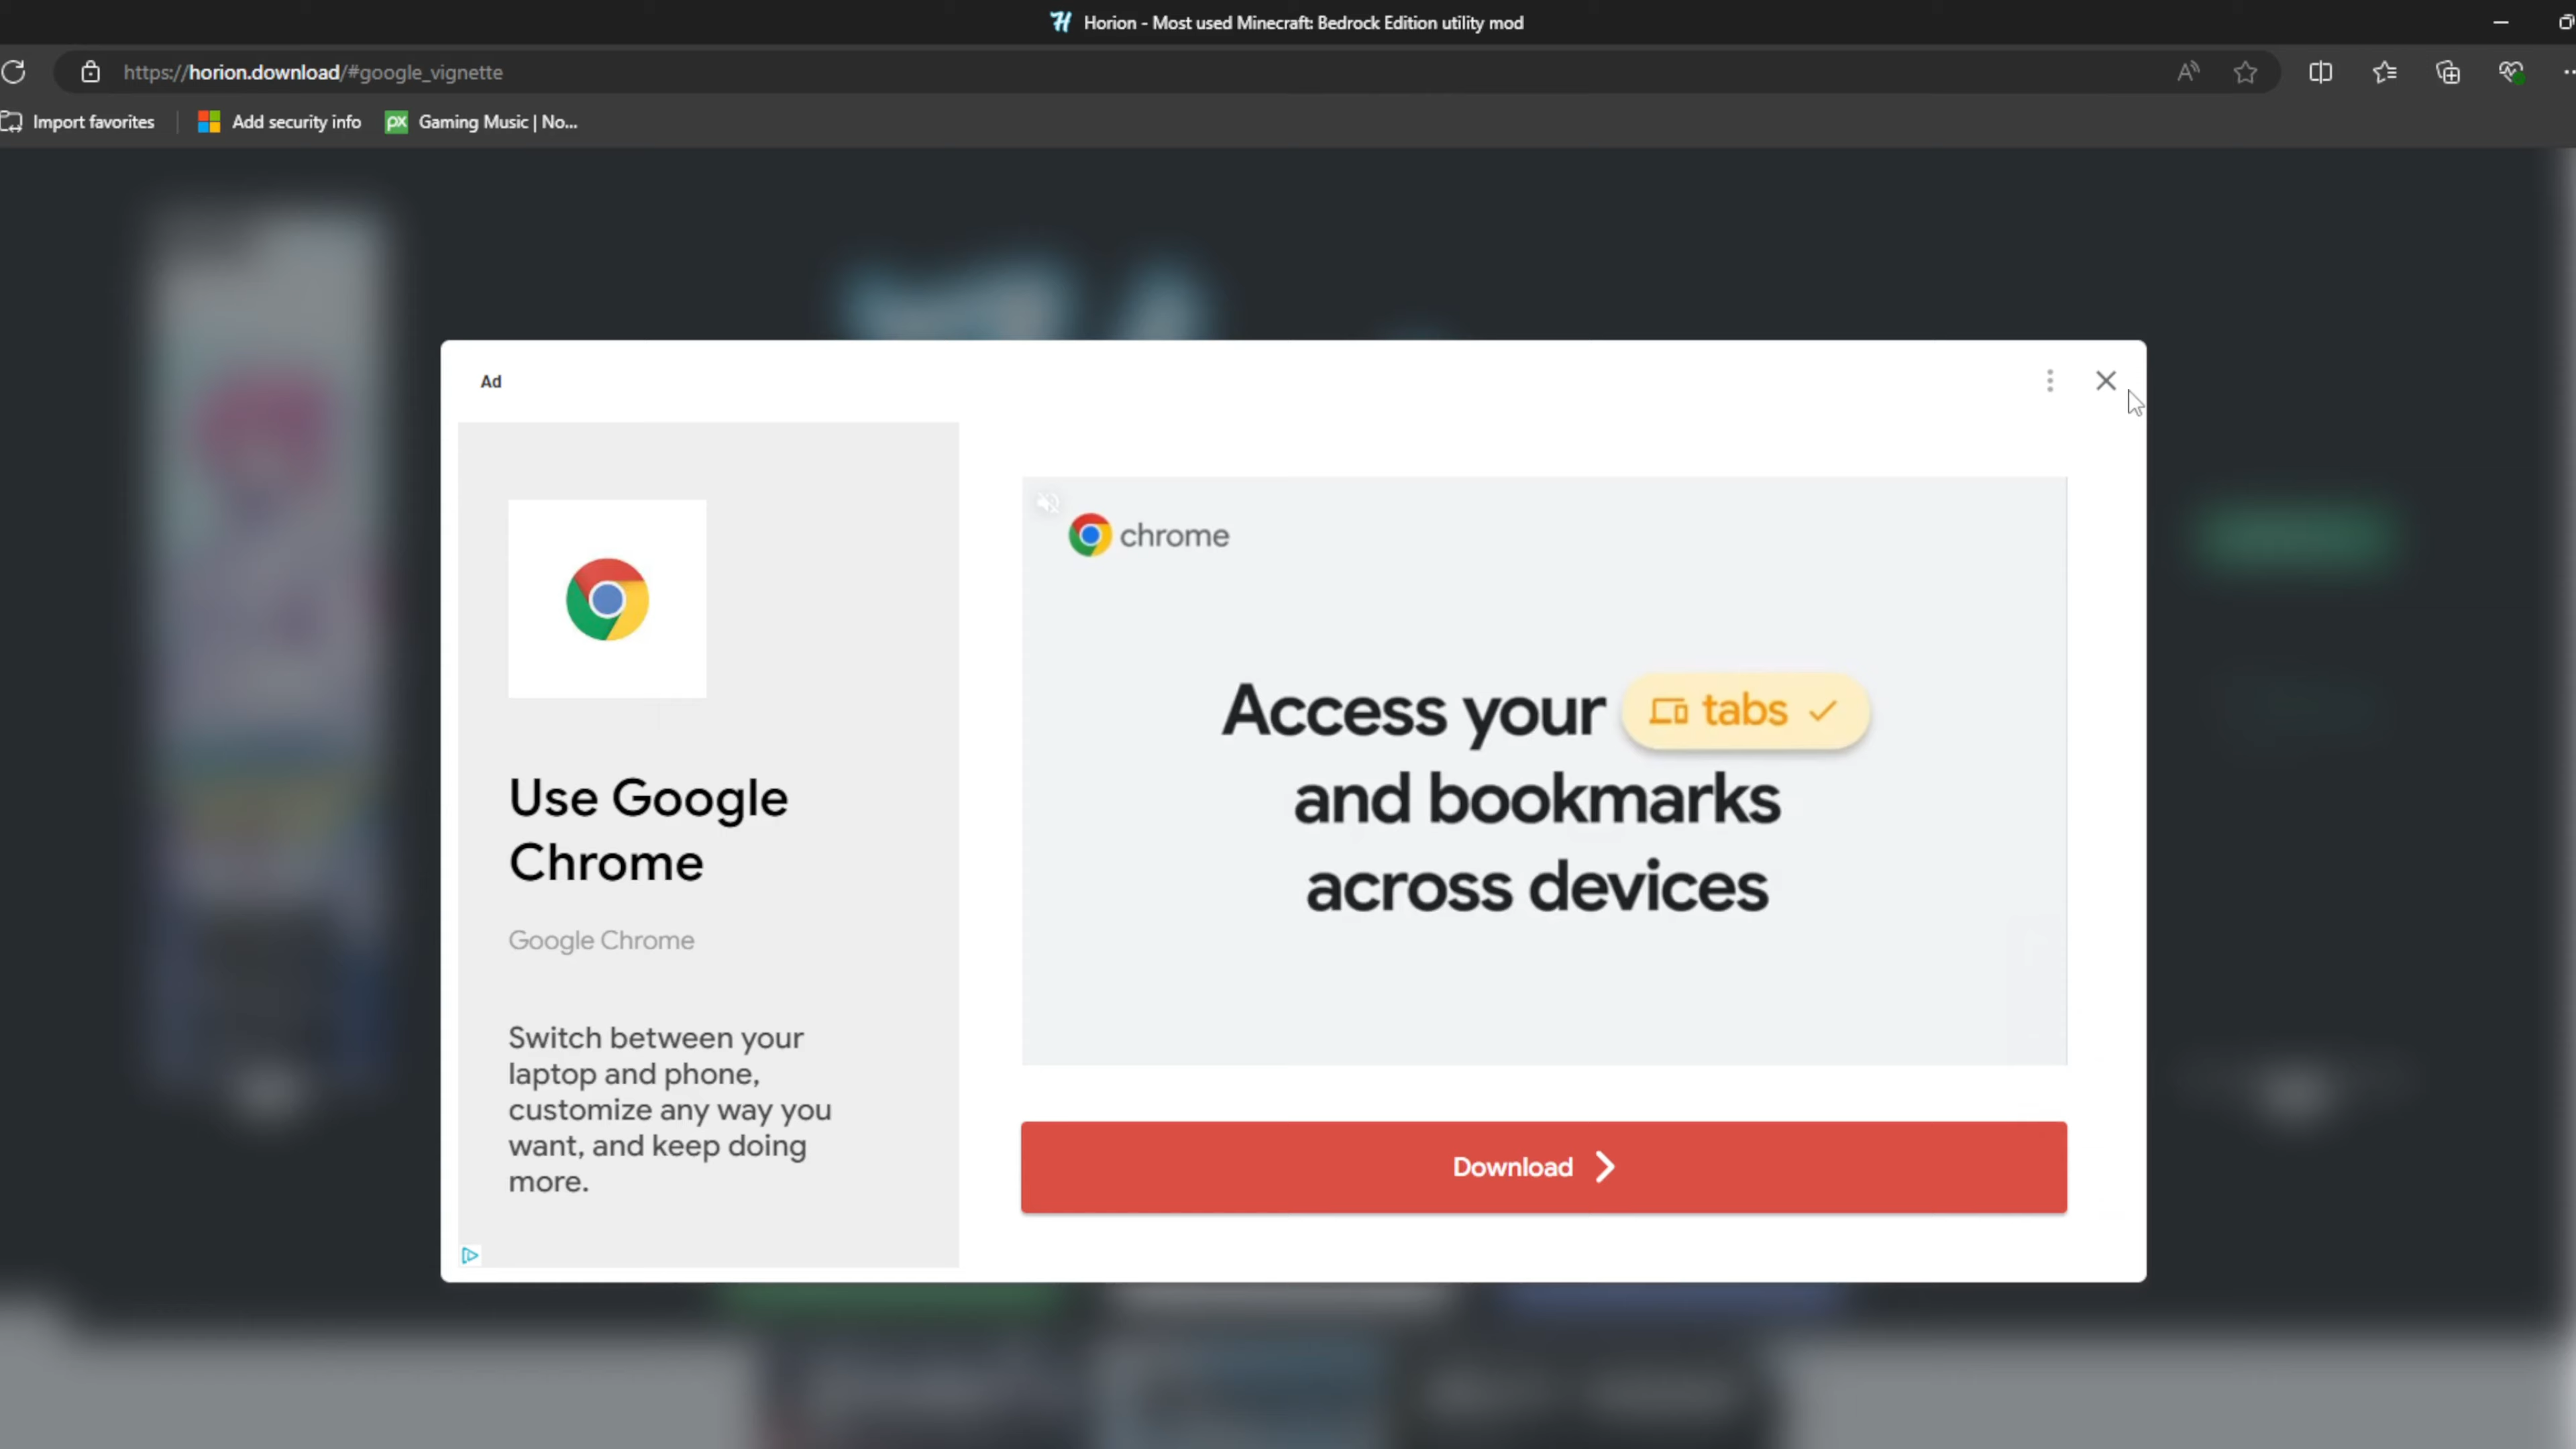 Horion - Most used Minecraft: Bedrock Edition utility mod
https://horion.download/#google_vignette
Import favorites
Add security info
Gaming Music | No...
Ad
Use Google
Chrome
Google Chrome
Switch between your
laptop and phone,
customize any way you
want, and keep doing
more.
chrome
Access your tabs
and bookmarks
across devices
Download